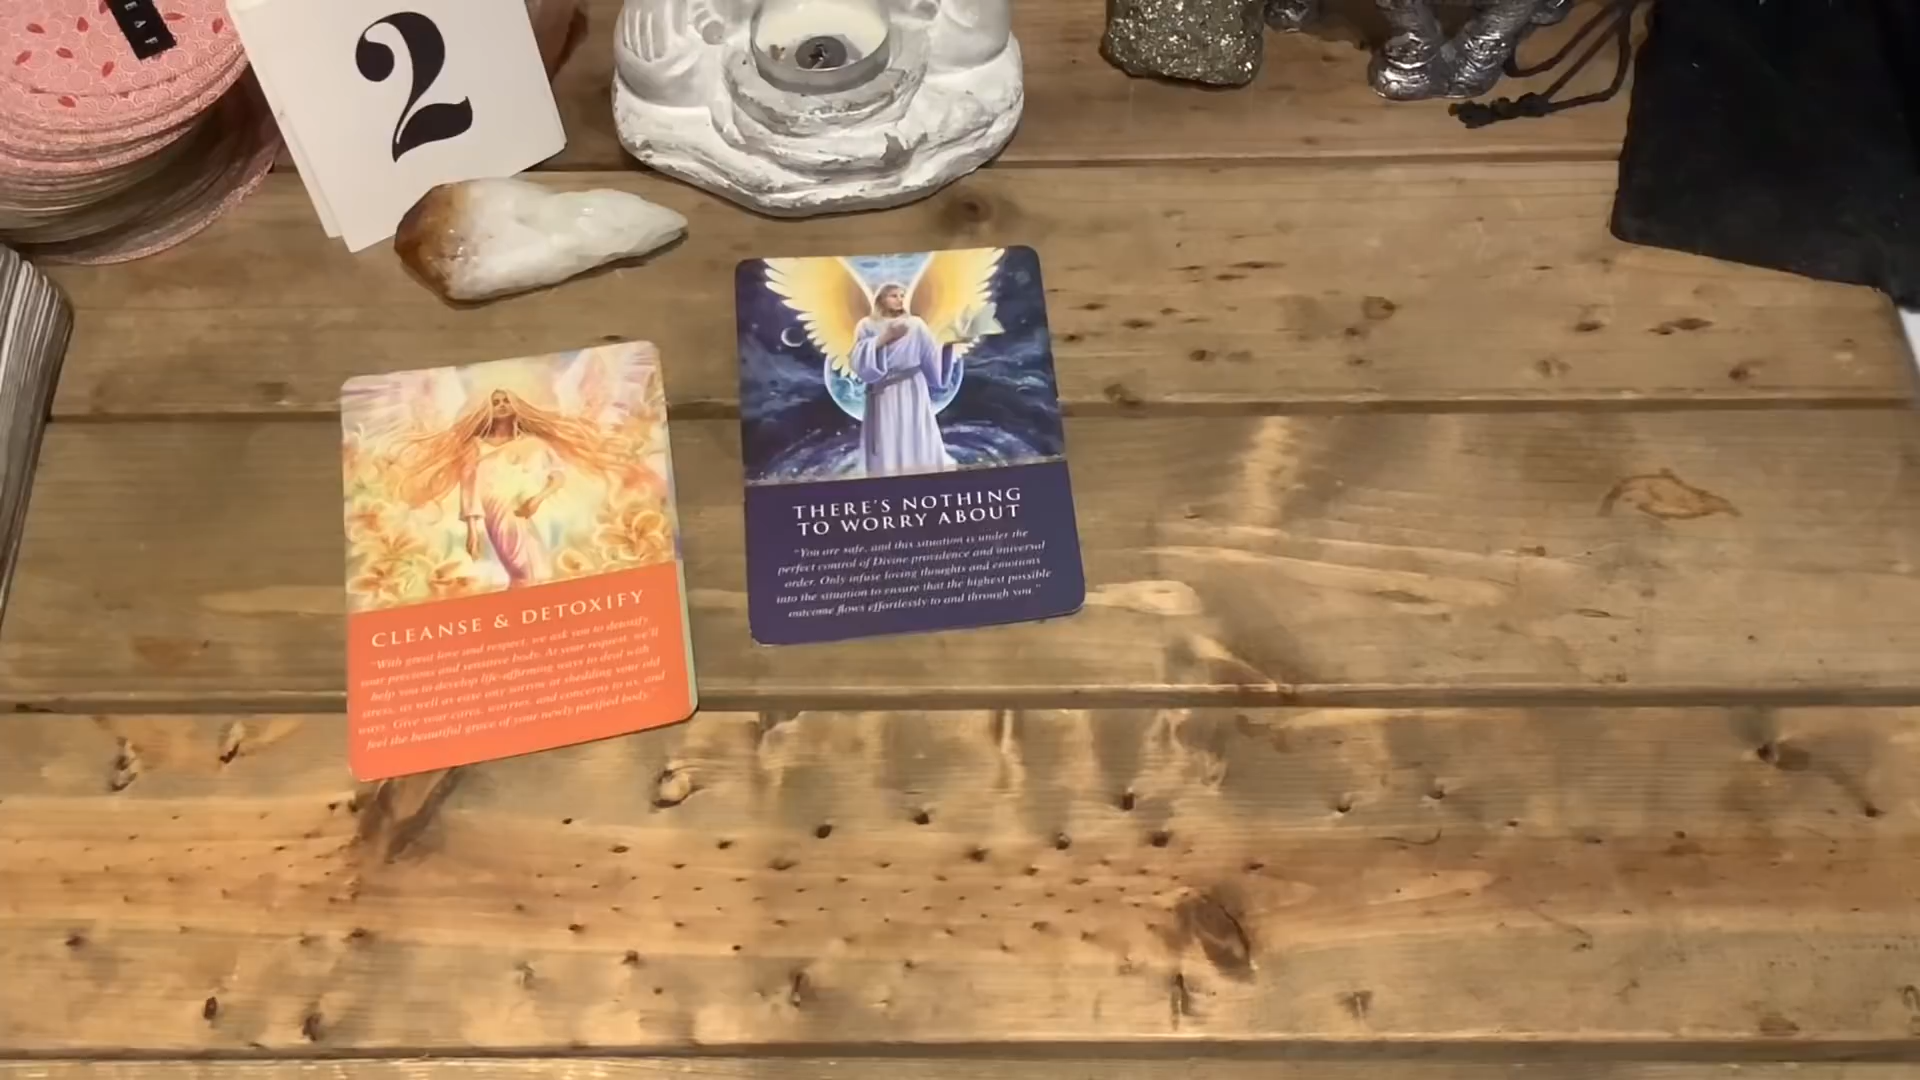 EAF
2
THERE'S NOTHING
TO WORRY ABOUT
"You are safe, and this situation is under the
perfect control of Divine providence and universal
order. Only infuse loving thoughts and emotions
into the situation to ensure that the highest possible
outcome flows effortlessly to and through you."
CLEANSE & DETOXIFY
"With great love and respect, we ask you to detoxify
your precious and sensitive body. At your request, we'll
help you to develop life-affirming ways to deal with
stress, as well as ease any sorrow at shedding your old
ways. Give your cares, worries, and concerns to us, and
feel the beautiful grace of your newly purified body."